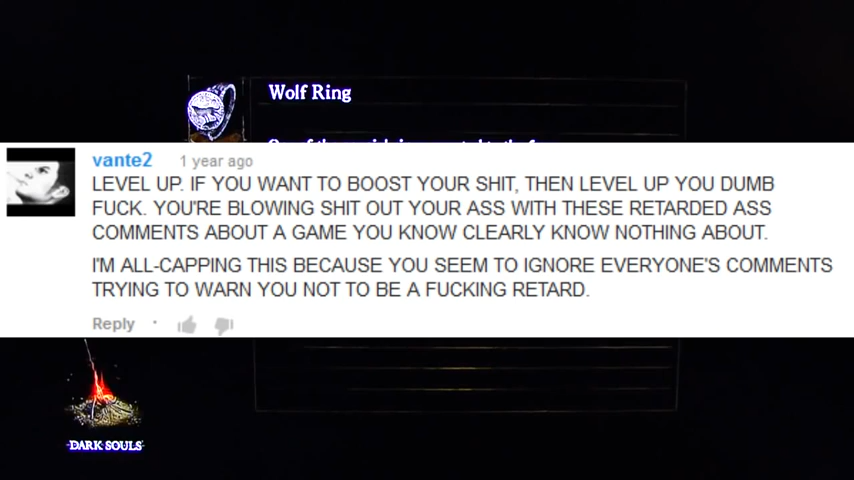 Wolf Ring
vante2 1 year ago
LEVEL UP. IF YOU WANT TO BOOST YOUR SHIT, THEN LEVEL UP YOU DUMB
FUCK. YOU'RE BLOWING SHIT OUT YOUR ASS WITH THESE RETARDED ASS
COMMENTS ABOUT A GAME YOU KNOW CLEARLY KNOW NOTHING ABOUT.
I'M ALL-CAPPING THIS BECAUSE YOU SEEM TO IGNORE EVERYONE'S COMMENTS
TRYING TO WARN YOU NOT TO BE A FUCKING RETARD.
Reply ·
DARK SOULS